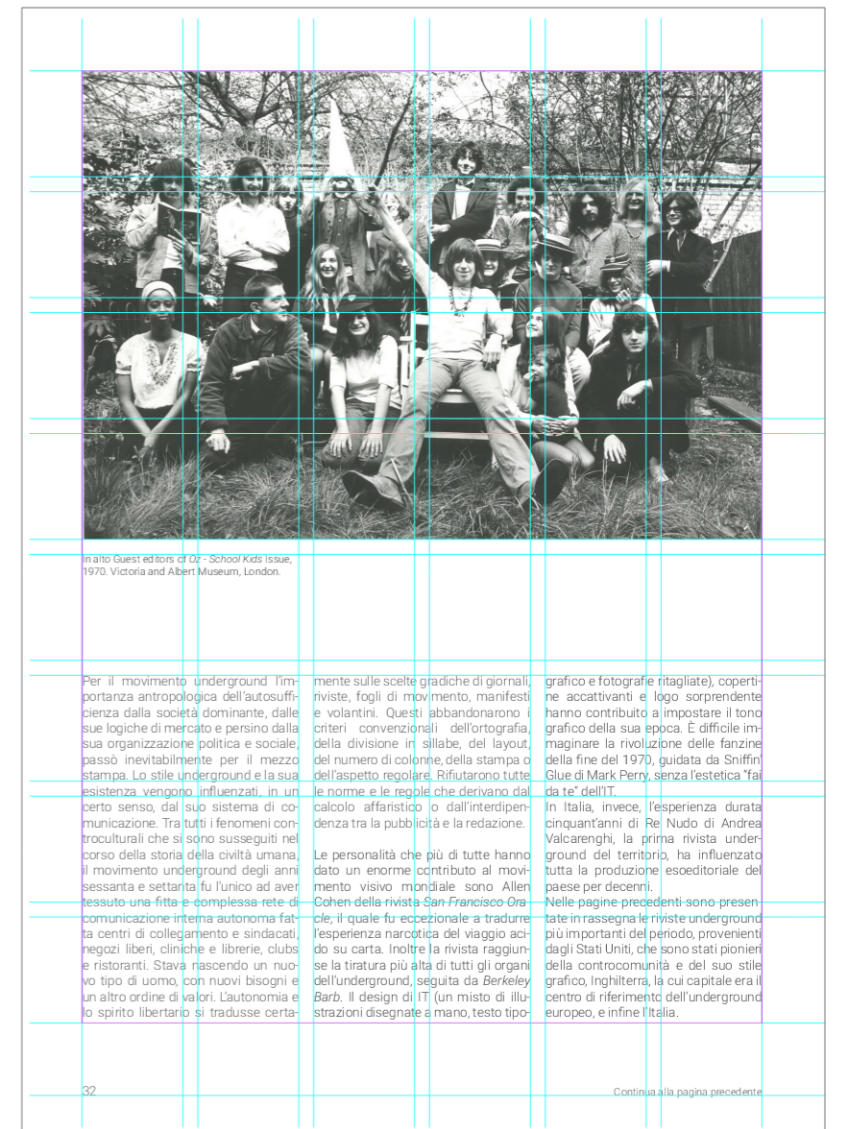 In alto Guest editors of Oz - School Kids Issue,
1970. Victoria and Albert Museum, London.
Per il movimento underground l'im-
portanza antropologica dell'autosuffi-
cienza dalla società dominante, dalle
sue logiche di mercato e persino dalla
sua organizzazione politica e sociale,
passò inevitabilmente per il mezzo
stampa. Lo stile underground e la sua
esistenza vengono influenzati, in un
certo senso, dal suo sistema di co-
municazione. Tra tutti i fenomeni con-
troculturali che si sono susseguiti nel
corso della storia della civiltà umana,
il movimento underground degli anni
sessanta e settanta fu l'unico ad aver
tessuto una fitta e complessa rete di
comunicazione interna autonoma fat-
ta centri di collegamento e sindacati,
negozi liberi, cliniche e librerie, clubs
e ristoranti. Stava nascendo un nuo-
vo tipo di uomo, con nuovi bisogni e
un altro ordine di valori. L'autonomia e
lo spirito libertario si tradusse certa-
mente sulle scelte gradiche di giornali,
riviste, fogli di movimento, manifesti
e volantini. Questi abbandonarono i
criteri convenzionali dell'ortografia,
della divisione in sillabe, del layout,
del numero di colonne, della stampa o
dell'aspetto regolare. Rifiutarono tutte
le norme e le regole che derivano dal
calcolo affaristico o dall'interdipen-
denza tra la pubblicità e la redazione.
Le personalità che più di tutte hanno
dato un enorme contributo al movi-
mento visivo mondiale sono Allen
Cohen della rivista San Francisco Ora-
cle, il quale fu eccezionale a tradurre
l'esperienza narcotica del viaggio aci-
do su carta. Inoltre la rivista raggiun-
se la tiratura più alta di tutti gli organi
dell'underground, seguita da Berkeley
Barb. Il design di IT (un misto di illu-
strazioni disegnate a mano, testo tipo-
grafico e fotografie ritagliate), coperti-
ne accattivanti e logo sorprendente
hanno contribuito a impostare il tono
grafico della sua epoca. È difficile im-
maginare la rivoluzione delle fanzine
della fine del 1970, guidata da Sniffin'
Glue di Mark Perry, senza l'estetica "fai
da te" dell'IT.
In Italia, invece, l'esperienza durata
cinquant'anni di Re Nudo di Andrea
Valcarenghi, la prima rivista under-
ground del territorio, ha influenzato
tutta la produzione esoeditoriale del
paese per decenni.
Nelle pagine precedenti sono presen-
tate in rassegna le riviste underground
più importanti del periodo, provenienti
dagli Stati Uniti, che sono stati pionieri
della controcomunità e del suo stile
grafico, Inghilterra, la cui capitale era il
centro di riferimento dell'underground
europeo, e infine l'Italia.
32
Continua alla pagina precedente